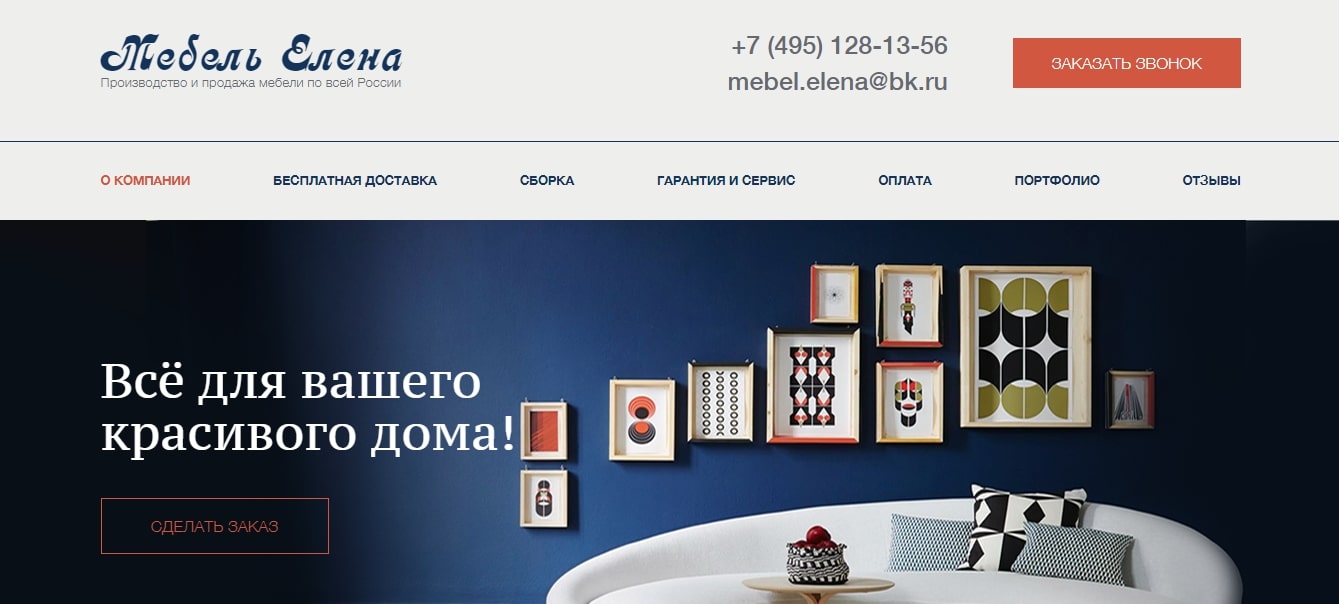 Мебель Елена
Производство и продажа мебели по всей России
+7 (495) 128-13-56
mebel.elena@bk.ru
ЗАКАЗАТЬ ЗВОНОК
О КОМПАНИИ
БЕСПЛАТНАЯ ДОСТАВКА
СБОРКА
ГАРАНТИЯ И СЕРВИС
ОПЛАТА
ПОРТФОЛИО
ОТЗЫВЫ
Всё для вашего
красивого дома!
СДЕЛАТЬ ЗАКАЗ